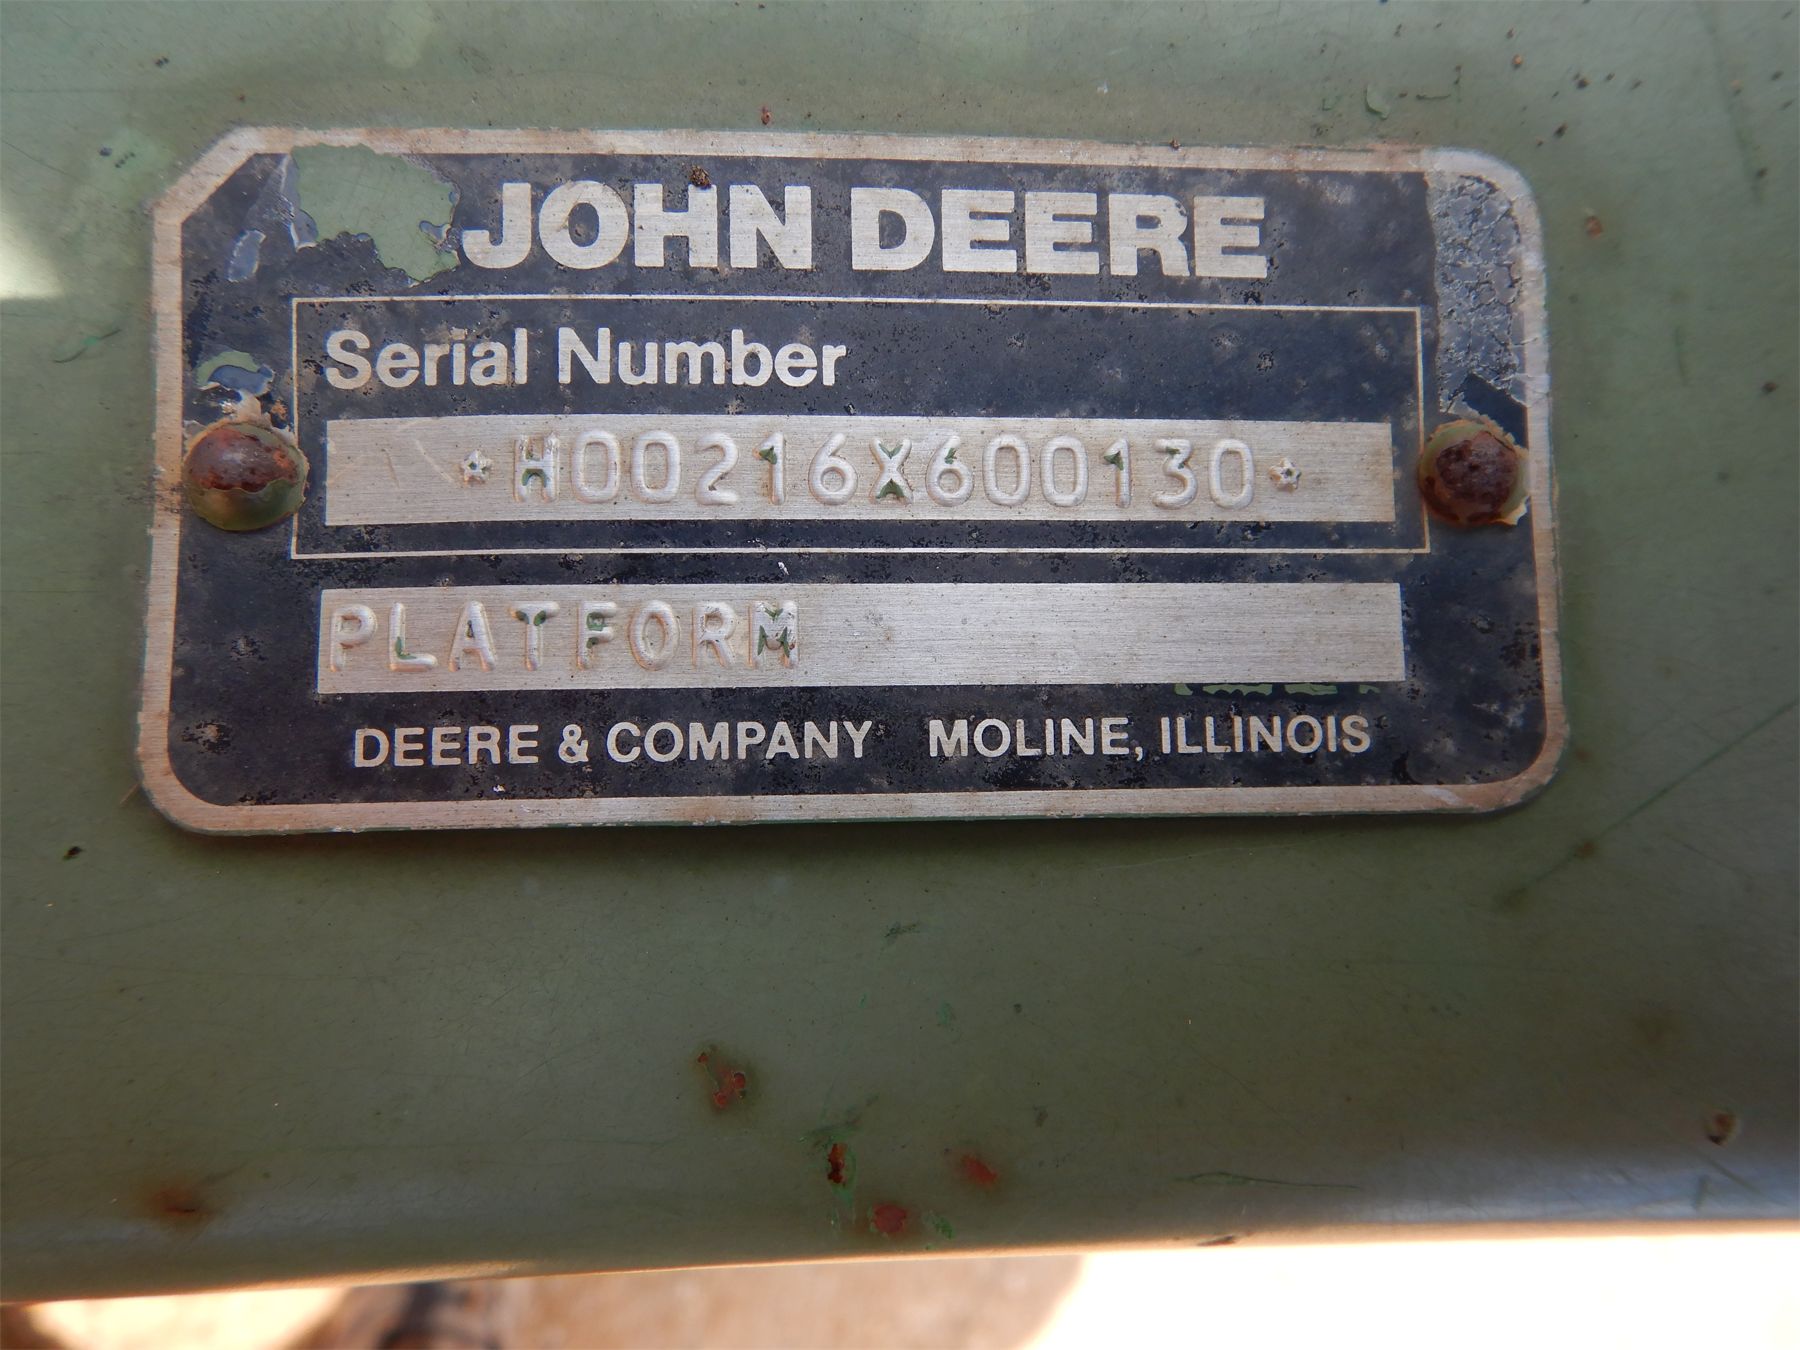 JOHN DEERE
Serial Number
*H00216X600130*
PLATFORM
DEERE & COMPANY MOLINE, ILLINOIS